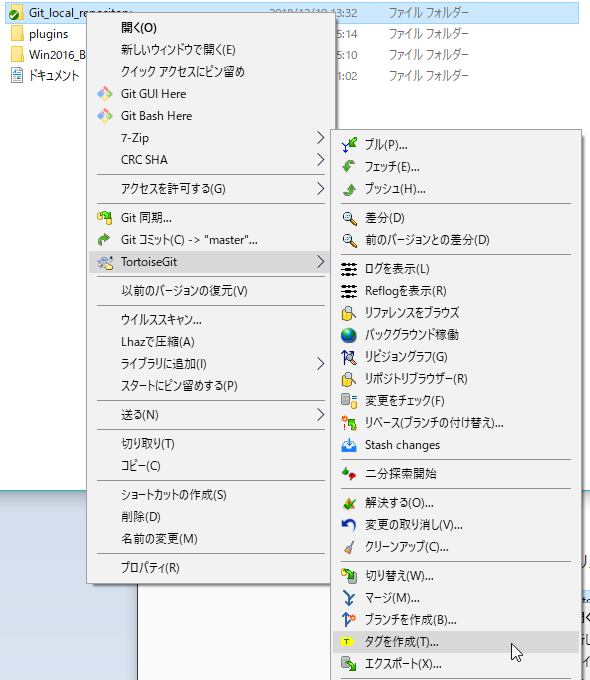 Git_local_repository 2018/12/19 13:32 ファイル フォルダー
plugins 5:14 ファイル フォルダー
Win2016_B 5:10 ファイル フォルダー
ドキュメント 1:02 ファイル フォルダー
開く(O)
新しいウィンドウで開く(E)
クイック アクセスにピン留め
Git GUI Here
Git Bash Here
7-Zip
CRC SHA
アクセスを許可する(G)
Git 同期...
Git コミット(C) -> "master"...
TortoiseGit
以前のバージョンの復元(V)
ウイルススキャン...
Lhazで圧縮(A)
ライブラリに追加(I)
スタートにピン留めする(P)
送る(N)
切り取り(T)
コピー(C)
ショートカットの作成(S)
削除(D)
名前の変更(M)
プロパティ(R)
プル(P)...
フェッチ(E)...
プッシュ(H)...
差分(D)
前のバージョンとの差分(D)
ログを表示(L)
Reflogを表示(R)
リファレンスをブラウズ
バックグラウンド稼働
リビジョングラフ(G)
リポジトリブラウザー(R)
変更をチェック(F)
リベース(ブランチの付け替え)...
Stash changes
二分探索開始
解決する(O)...
変更の取り消し(V)...
クリーンアップ(C)...
切り替え(W)...
マージ(M)...
ブランチを作成(B)...
タグを作成(T)...
エクスポート(X)...